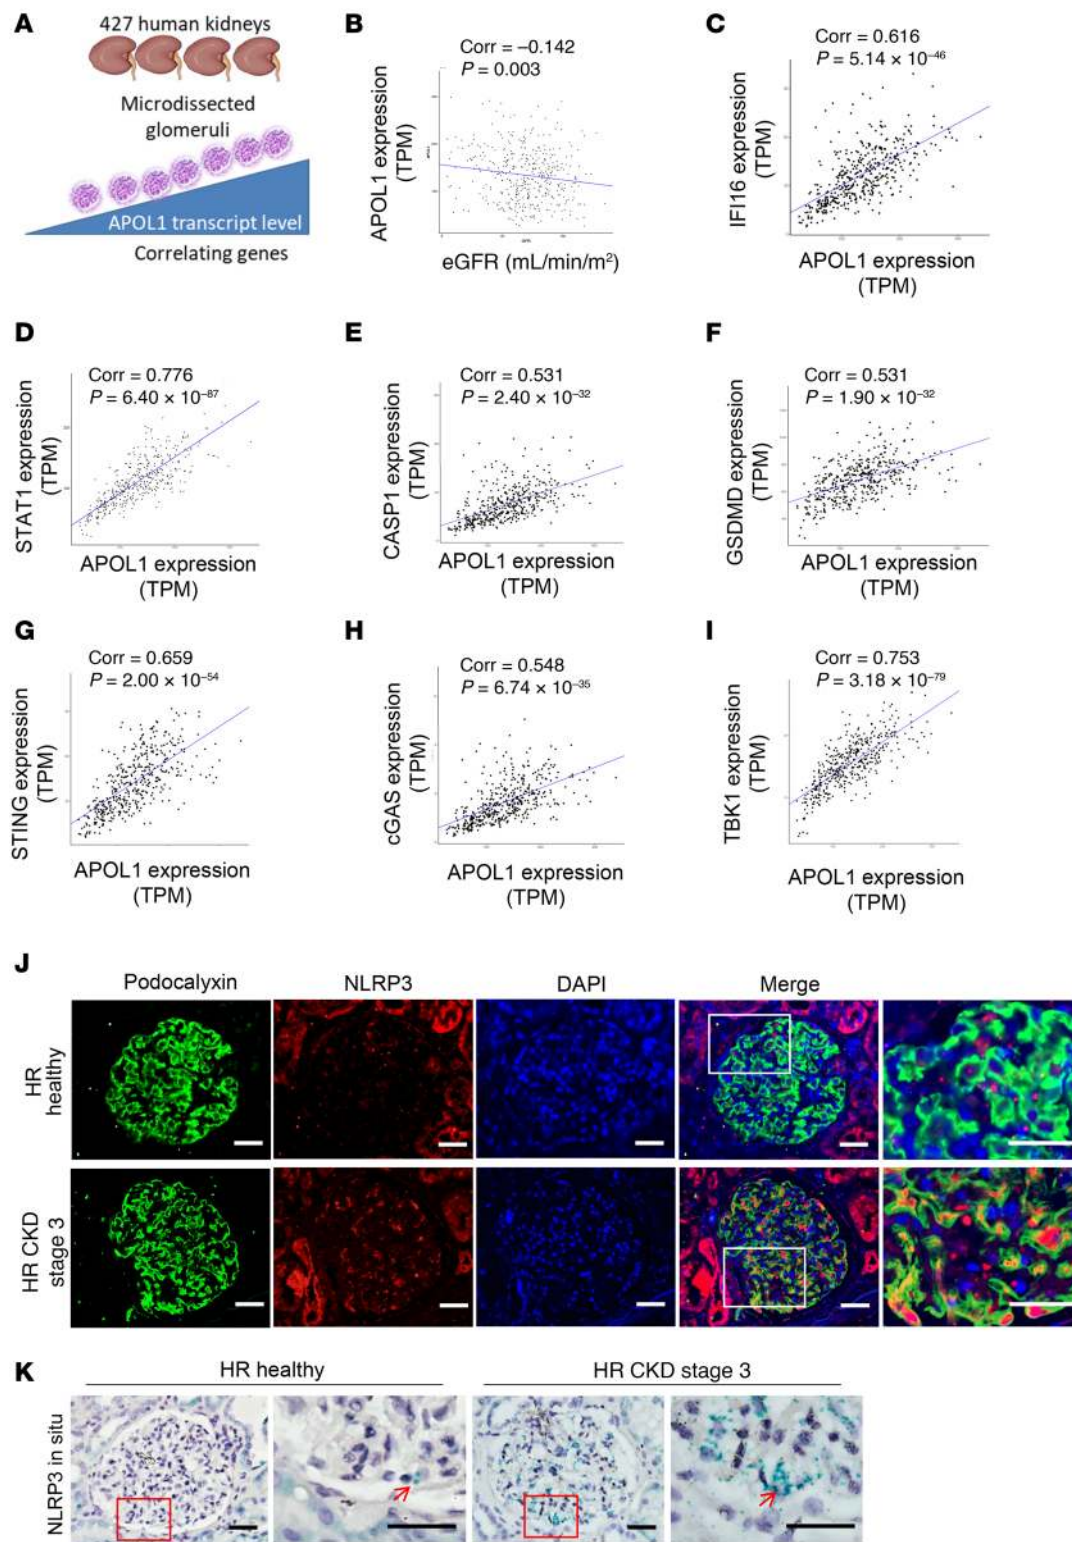 A
427 human kidneys
Microdissected
glomeruli
APOL1 transcript level
Correlating genes
B
Corr = –0.142
P = 0.003
APOL1 expression
(TPM)
eGFR (mL/min/m²)
C
Corr = 0.616
P = 5.14 × 10⁻⁴⁶
IFI16 expression
(TPM)
APOL1 expression
(TPM)
D
Corr = 0.776
P = 6.40 × 10⁻⁸⁷
STAT1 expression
(TPM)
APOL1 expression
(TPM)
E
Corr = 0.531
P = 2.40 × 10⁻³²
CASP1 expression
(TPM)
APOL1 expression
(TPM)
F
Corr = 0.531
P = 1.90 × 10⁻³²
GSDMD expression
(TPM)
APOL1 expression
(TPM)
G
Corr = 0.659
P = 2.00 × 10⁻⁵⁴
STING expression
(TPM)
APOL1 expression
(TPM)
H
Corr = 0.548
P = 6.74 × 10⁻³⁵
cGAS expression
(TPM)
APOL1 expression
(TPM)
I
Corr = 0.753
P = 3.18 × 10⁻⁷⁹
TBK1 expression
(TPM)
APOL1 expression
(TPM)
J
Podocalyxin
NLRP3
DAPI
Merge
HR
healthy
HR CKD
stage 3
K
HR healthy
HR CKD stage 3
NLRP3 in situ